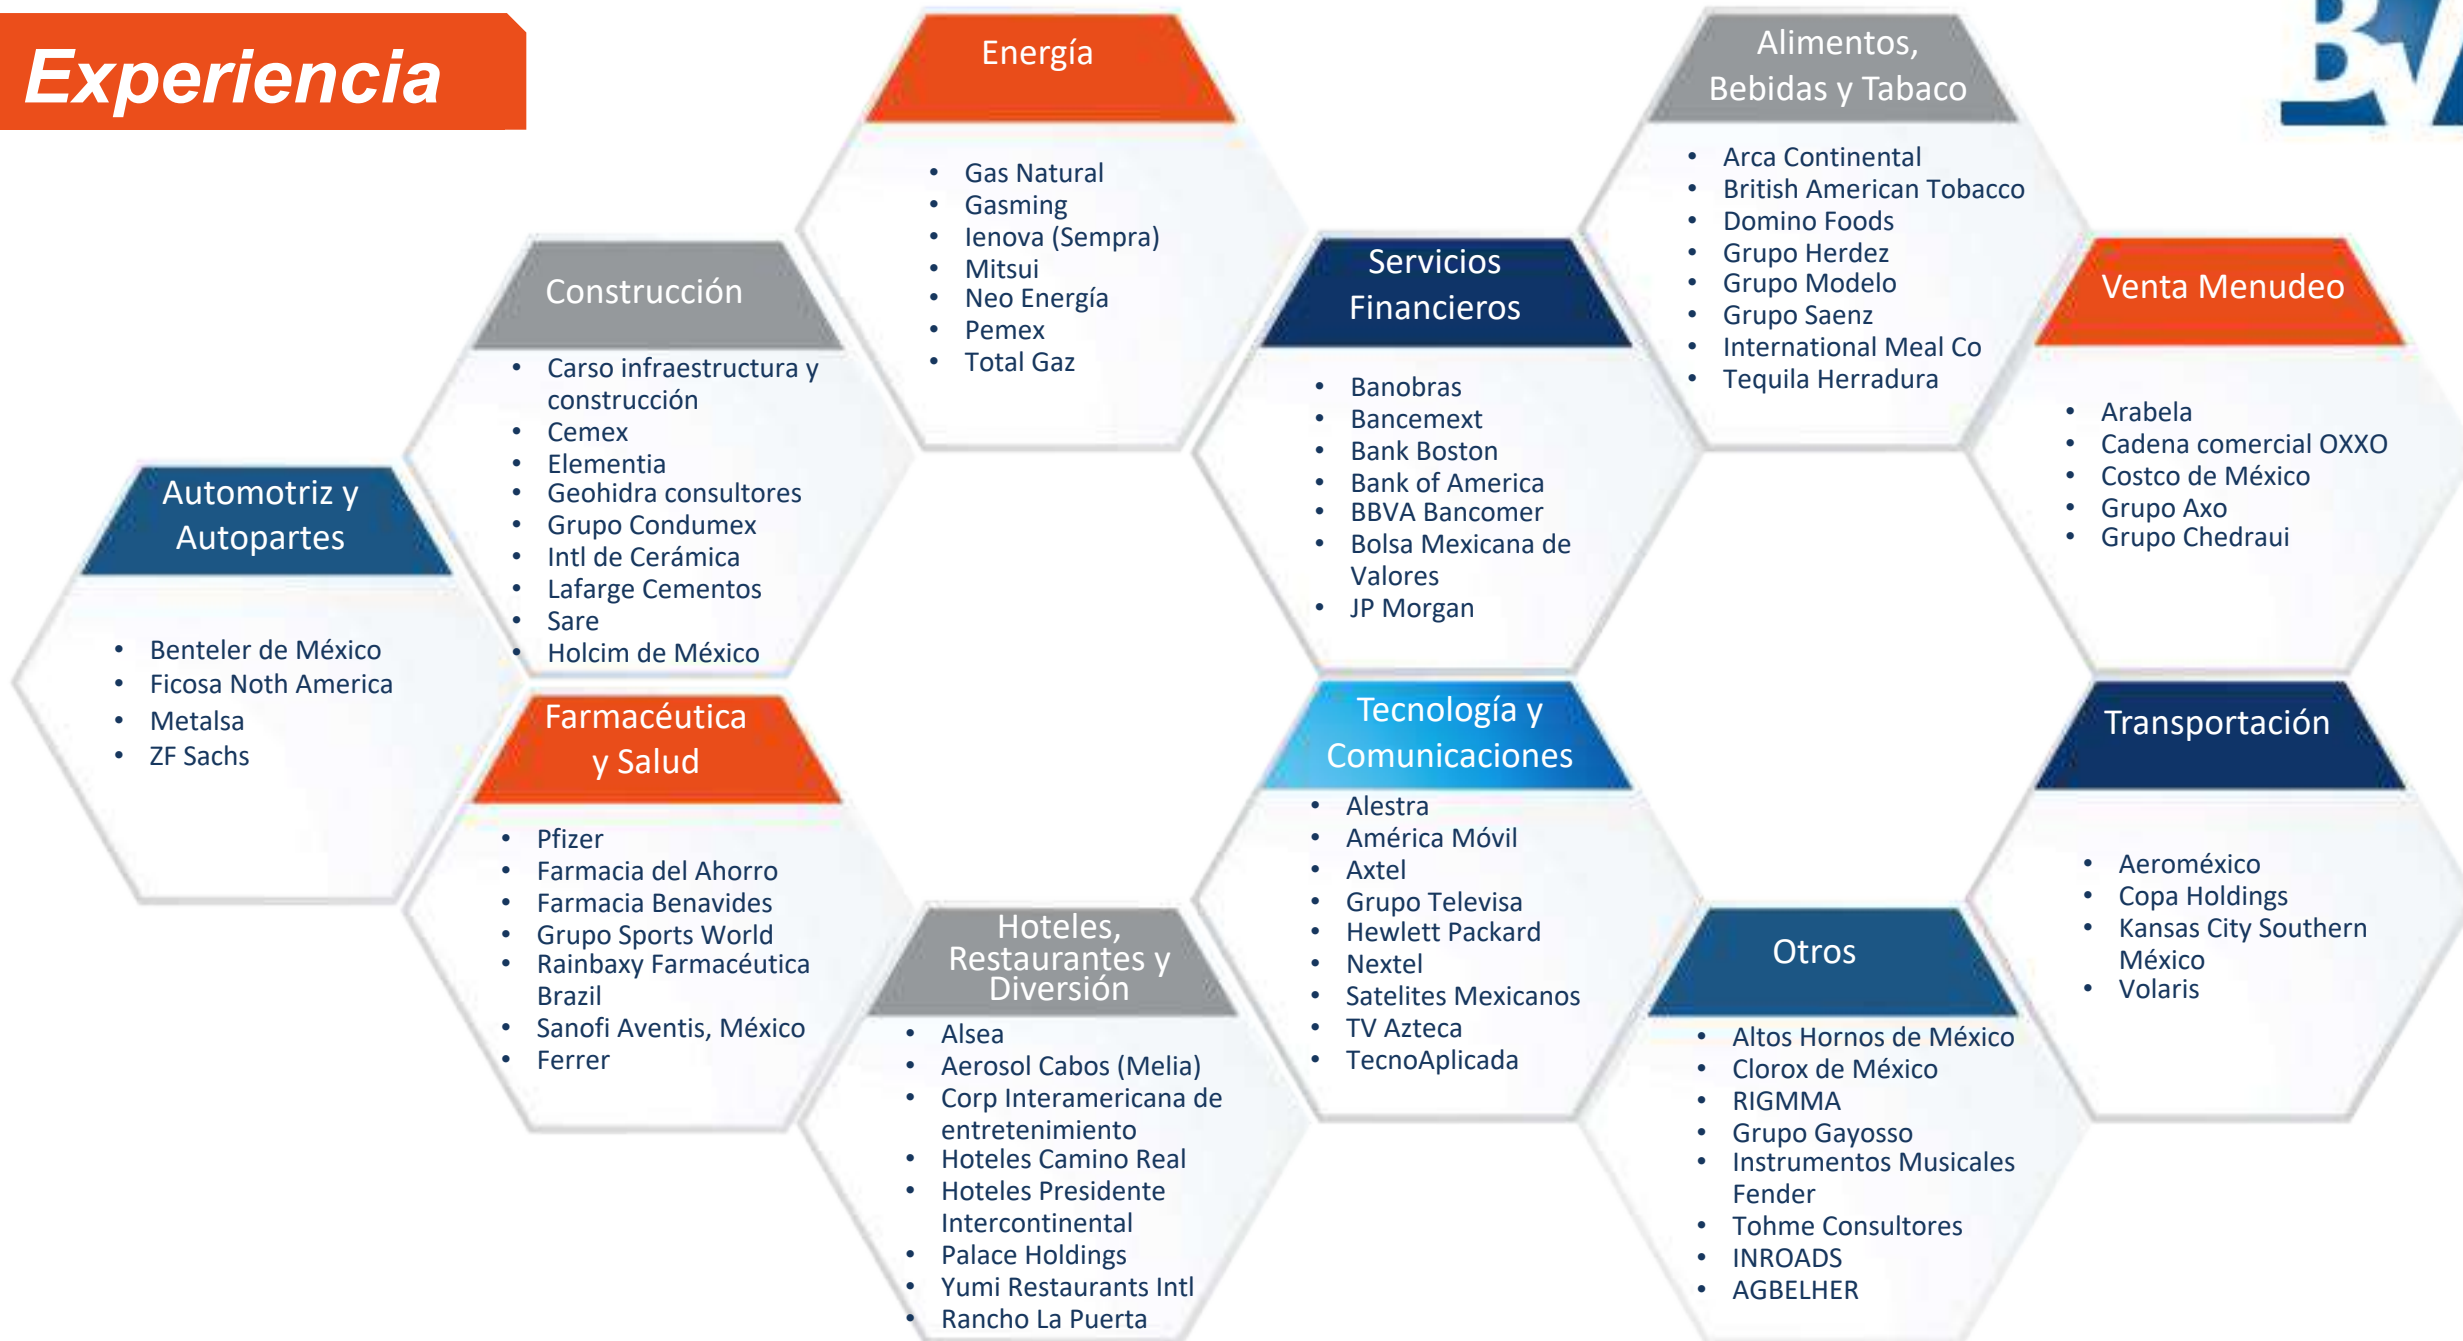 Experiencia
BV
Energía
• Gas Natural
• Gasming
• Ienova (Sempra)
• Mitsui
• Neo Energía
• Pemex
• Total Gaz
Alimentos,
Bebidas y Tabaco
• Arca Continental
• British American Tobacco
• Domino Foods
• Grupo Herdez
• Grupo Modelo
• Grupo Saenz
• International Meal Co
• Tequila Herradura
Construcción
• Carso infraestructura y
construcción
• Cemex
• Elementia
• Geohidra consultores
• Grupo Condumex
• Intl de Cerámica
• Lafarge Cementos
• Sare
• Holcim de México
Servicios
Financieros
• Banobras
• Bancemext
• Bank Boston
• Bank of America
• BBVA Bancomer
• Bolsa Mexicana de
Valores
• JP Morgan
Venta Menudeo
• Arabela
• Cadena comercial OXXO
• Costco de México
• Grupo Axo
• Grupo Chedraui
Automotriz y
Autopartes
• Benteler de México
• Ficosa Noth America
• Metalsa
• ZF Sachs
Farmacéutica
y Salud
• Pfizer
• Farmacia del Ahorro
• Farmacia Benavides
• Grupo Sports World
• Rainbaxy Farmacéutica
Brazil
• Sanofi Aventis, México
• Ferrer
Tecnología y
Comunicaciones
• Alestra
• América Móvil
• Axtel
• Grupo Televisa
• Hewlett Packard
• Nextel
• Satelites Mexicanos
• TV Azteca
• TecnoAplicada
Transportación
• Aeroméxico
• Copa Holdings
• Kansas City Southern
México
• Volaris
Hoteles,
Restaurantes y
Diversión
• Alsea
• Aerosol Cabos (Melia)
• Corp Interamericana de
entretenimiento
• Hoteles Camino Real
• Hoteles Presidente
Intercontinental
• Palace Holdings
• Yumi Restaurants Intl
• Rancho La Puerta
Otros
• Altos Hornos de México
• Clorox de México
• RIGMMA
• Grupo Gayosso
• Instrumentos Musicales
Fender
• Tohme Consultores
• INROADS
• AGBELHER